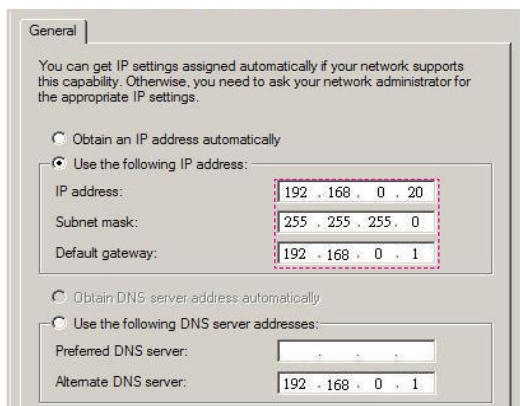 General
You can get IP settings assigned automatically if your network supports
this capability. Otherwise, you need to ask your network administrator for
the appropriate IP settings.
Obtain an IP address automatically
Use the following IP address:
IP address: 192 . 168 . 0 . 20
Subnet mask: 255 . 255 . 255 . 0
Default gateway: 192 . 168 . 0 . 1
Obtain DNS server address automatically
Use the following DNS server addresses:
Preferred DNS server: . . .
Alternate DNS server: 192 . 168 . 0 . 1